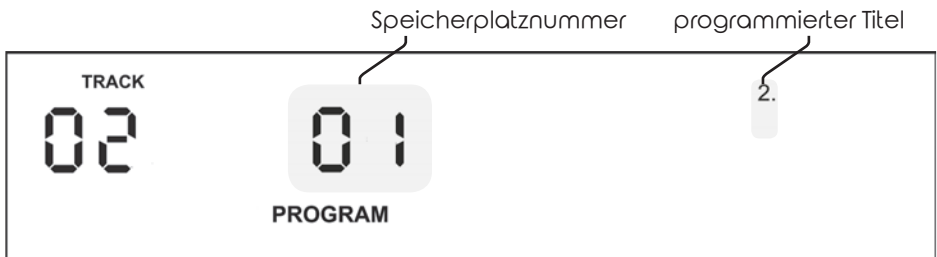 Speicherplatznummer programmierter Titel
TRACK
2.
02 01
PROGRAM